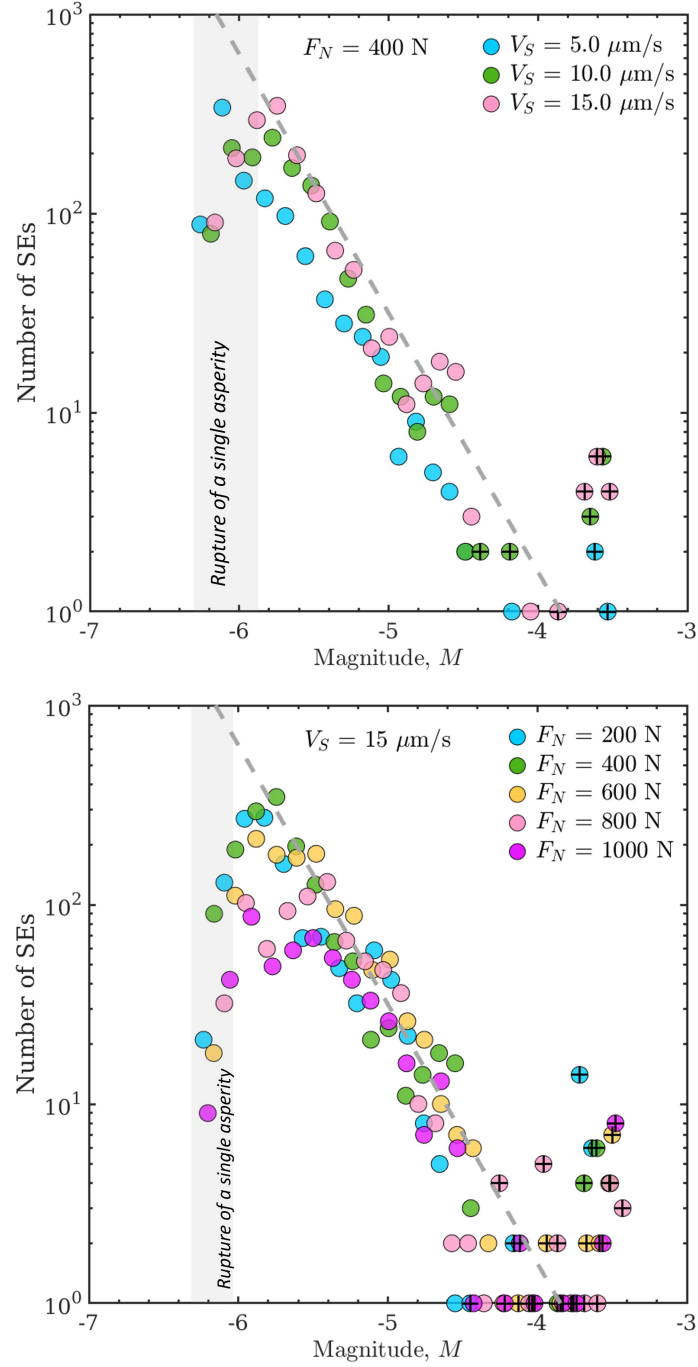 10^3
F_N = 400 N
V_S = 5.0 μm/s
V_S = 10.0 μm/s
V_S = 15.0 μm/s
10^2
Number of SEs
Rupture of a single asperity
10^1
10^0
-7 -6 -5 -4 -3
Magnitude, M
10^3
V_S = 15 μm/s
F_N = 200 N
F_N = 400 N
F_N = 600 N
F_N = 800 N
F_N = 1000 N
10^2
Number of SEs
Rupture of a single asperity
10^1
10^0
-7 -6 -5 -4 -3
Magnitude, M